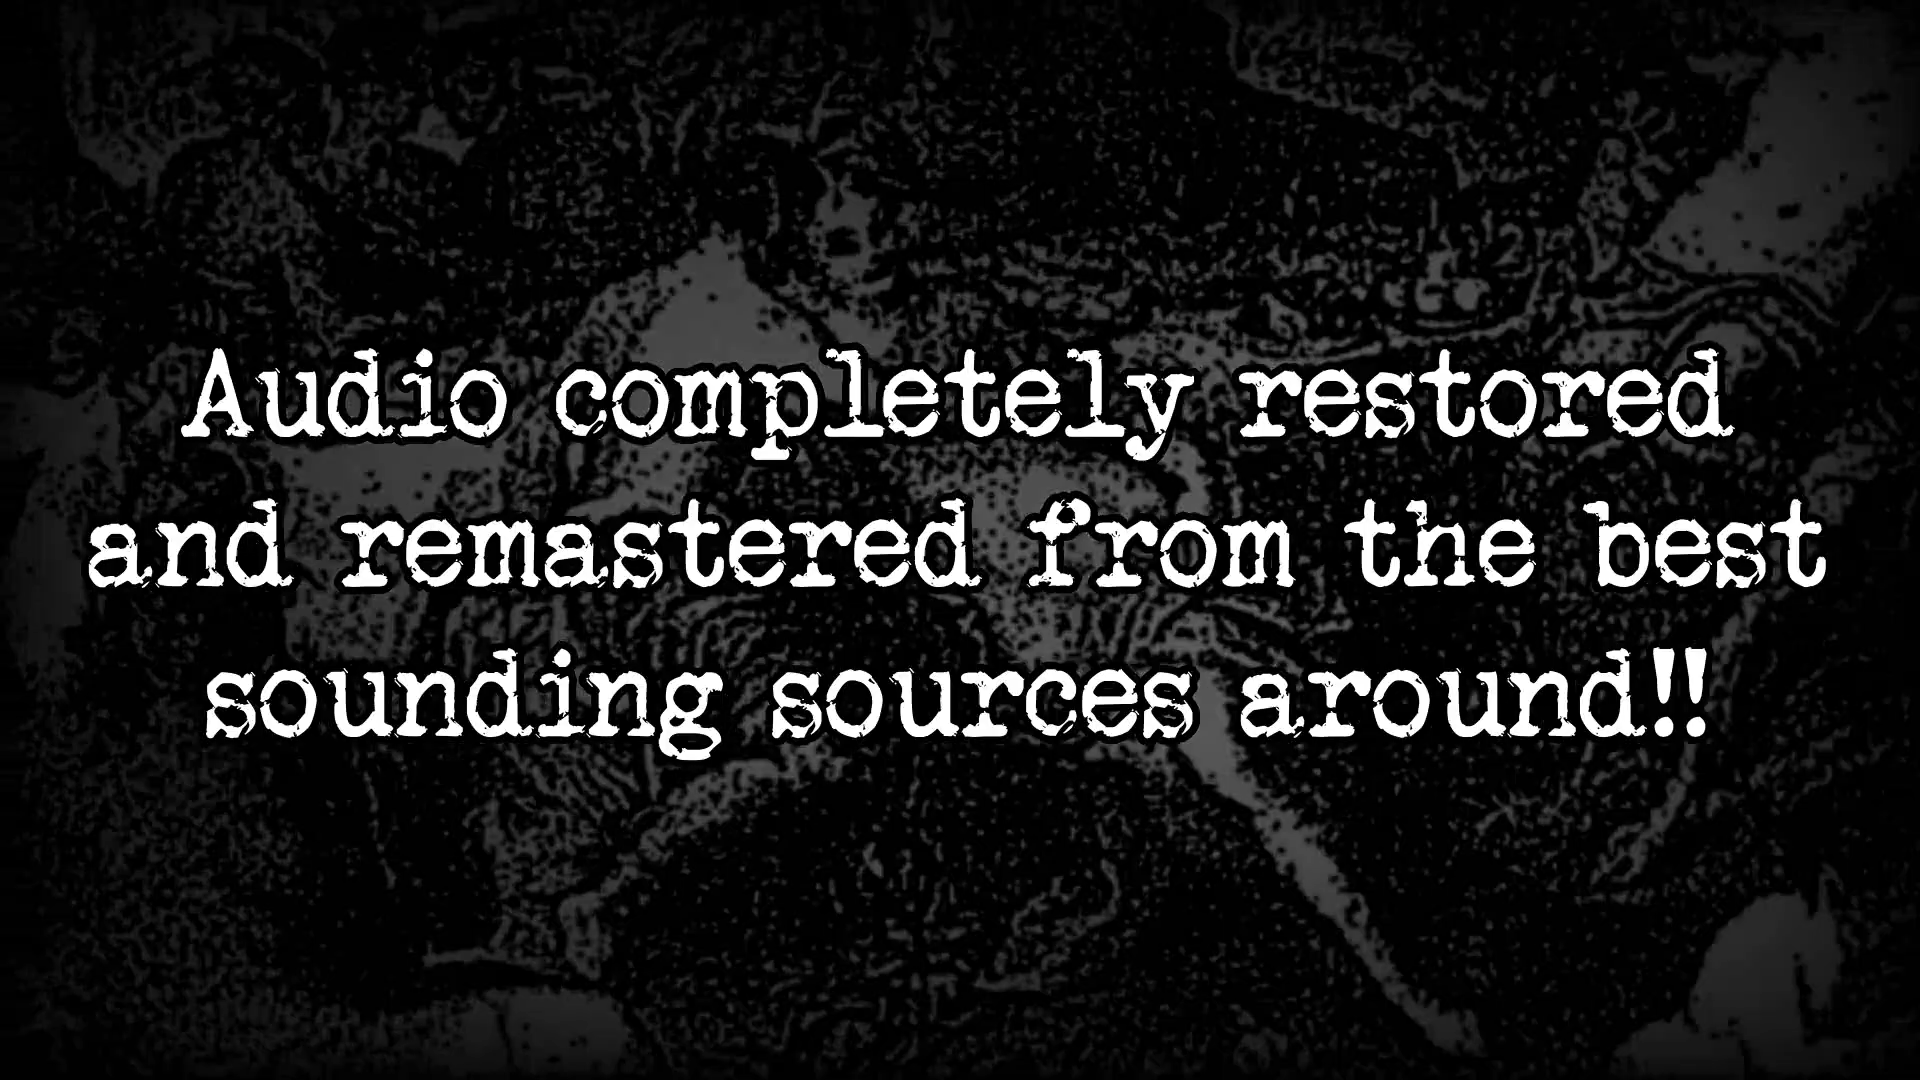 Audio completely restored
and remastered from the best
sounding sources around!!